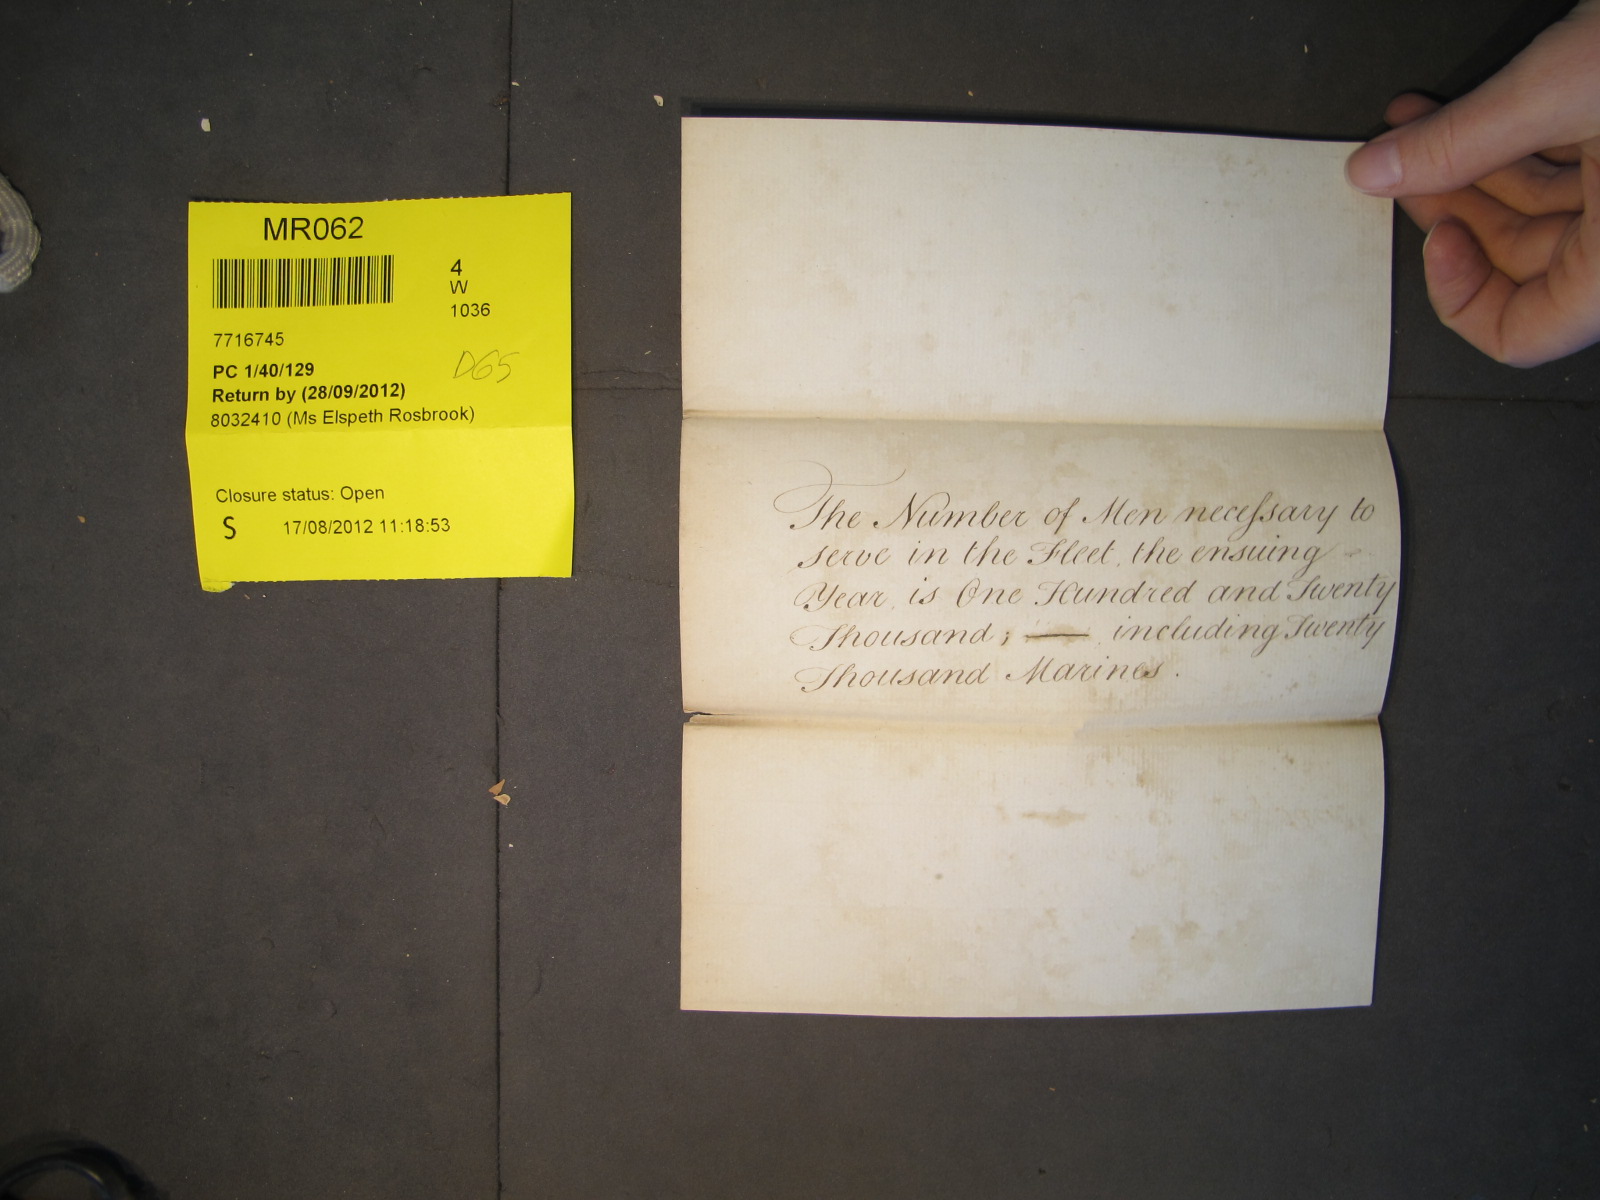 MR062
4
W
1036
7716745
PC 1/40/129
D65
Return by (28/09/2012)
8032410 (Ms Elspeth Rosbrook)
Closure status: Open
S 17/08/2012 11:18:53
The Number of Men necessary to
serve in the Fleet, the ensuing
Year, is One Hundred and Twenty
Thousand; — including Twenty
Thousand Marines.